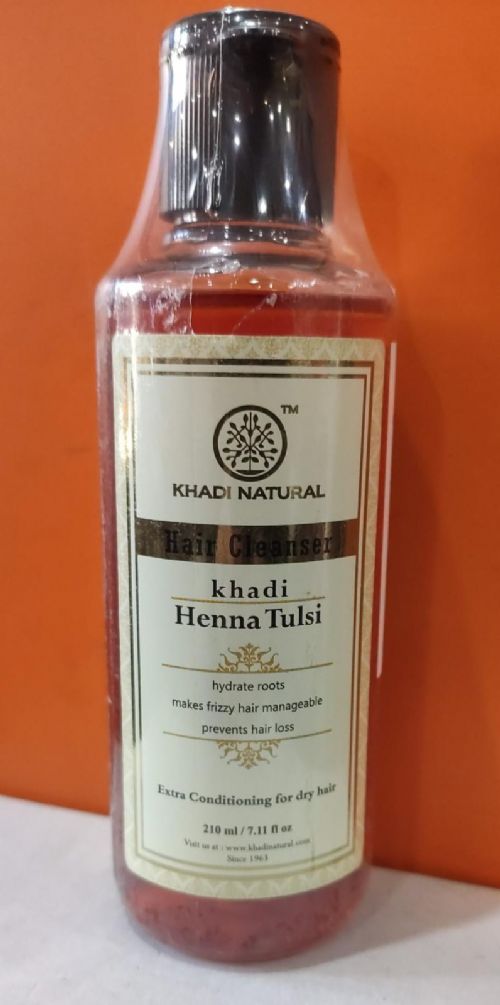 TM
KHADI NATURAL
Hair Cleanser
khadi
Henna Tulsi
hydrate roots
makes frizzy hair manageable
prevents hair loss
Extra Conditioning for dry hair
210 ml / 7.11 fl oz
Visit us at : www.khadinatural.com
Since 1963